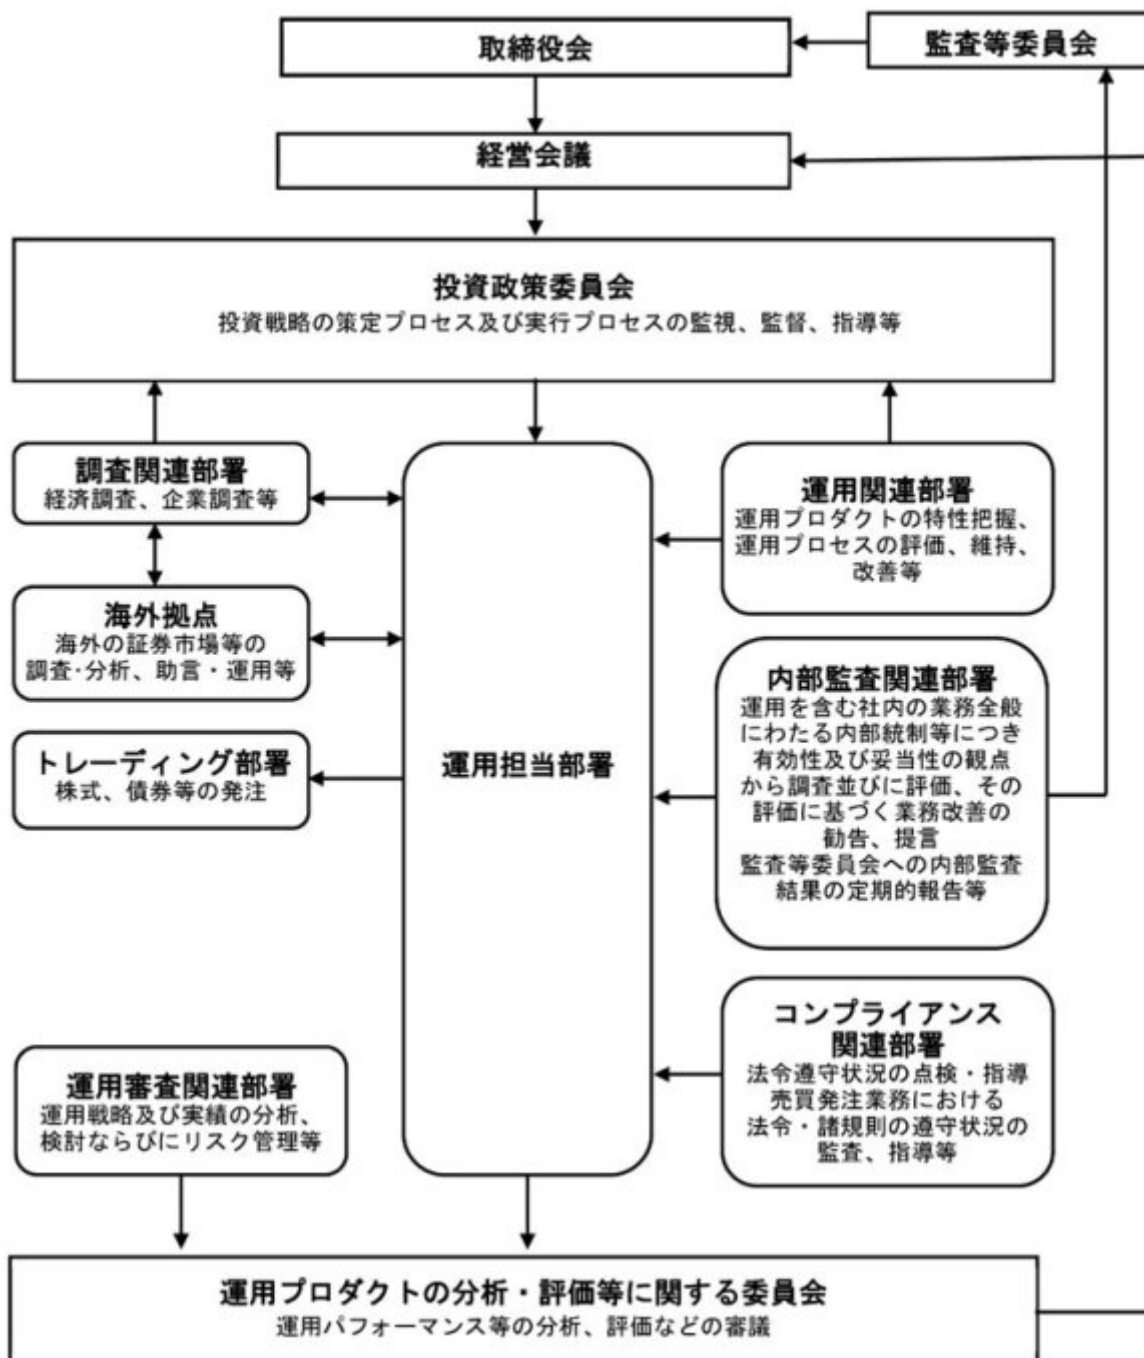 取締役会
監査等委員会
経営会議
投資政策委員会
投資戦略の策定プロセス及び実行プロセスの監視、監督、指導等
調査関連部署
経済調査、企業調査等
海外拠点
海外の証券市場等の
調査･分析、助言・運用等
トレーディング部署
株式、債券等の発注
運用審査関連部署
運用戦略及び実績の分析、
検討ならびにリスク管理等
運用担当部署
運用関連部署
運用プロダクトの特性把握、
運用プロセスの評価、維持、
改善等
内部監査関連部署
運用を含む社内の業務全般
にわたる内部統制等につき
有効性及び妥当性の観点
から調査並びに評価、その
評価に基づく業務改善の
勧告、提言
監査等委員会への内部監査
結果の定期的報告等
コンプライアンス
関連部署
法令遵守状況の点検・指導
売買発注業務における
法令・諸規則の遵守状況の
監査、指導等
運用プロダクトの分析・評価等に関する委員会
運用パフォーマンス等の分析、評価などの審議